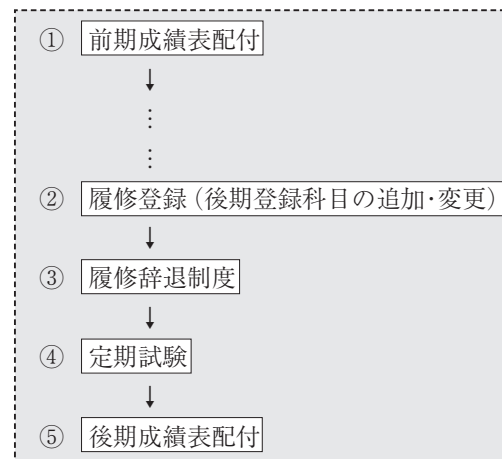 ① 前期成績表配付
↓
⋮
⋮
② 履修登録（後期登録科目の追加･変更）
↓
③ 履修辞退制度
↓
④ 定期試験
↓
⑤ 後期成績表配付